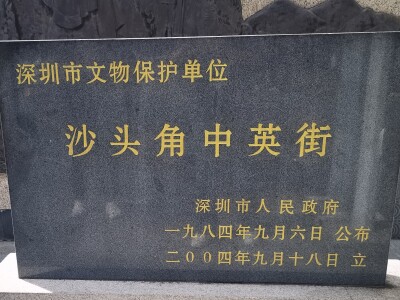 深圳市文物保护单位
沙头角中英街
深圳市人民政府
一九八四年九月六日 公布
二〇〇四年九月十八日 立